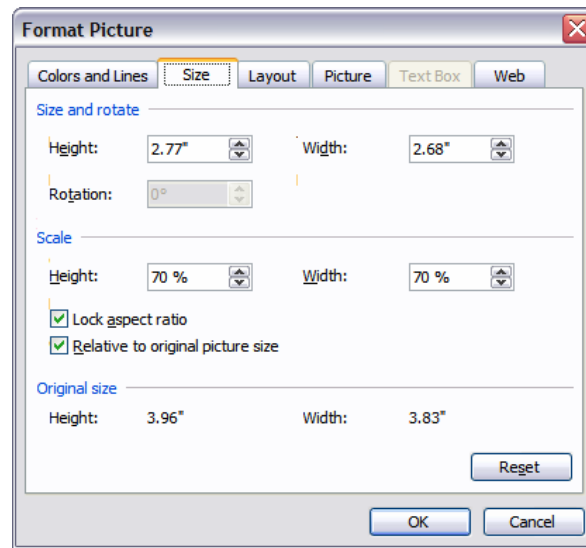 Format Picture
Colors and Lines Size Layout Picture Text Box Web
Size and rotate
Height: 2.77" Width: 2.68"
Rotation: 0°
Scale
Height: 70 % Width: 70 %
Lock aspect ratio
Relative to original picture size
Original size
Height: 3.96" Width: 3.83"
Reset
OK Cancel